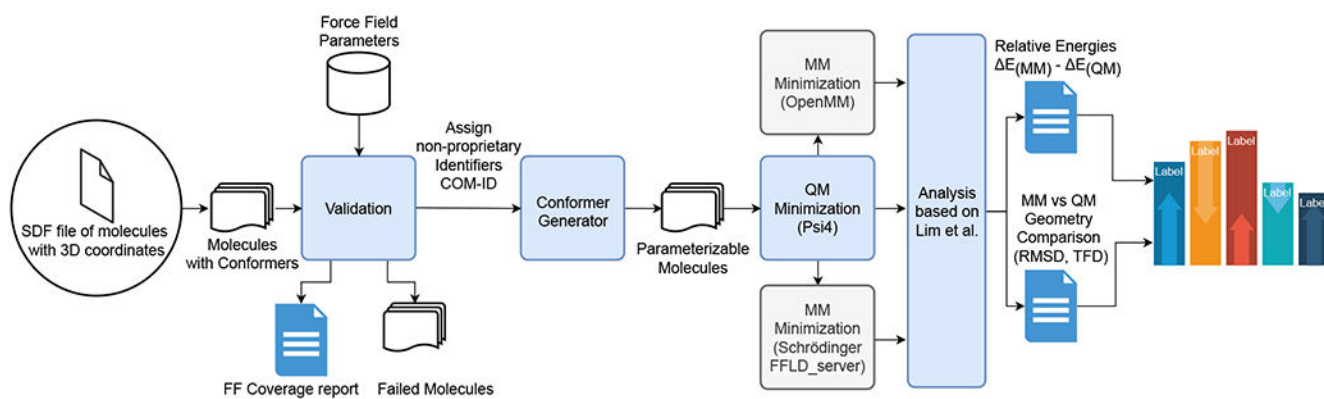 SDF file of molecules
with 3D coordinates
Molecules
with Conformers
Force Field
Parameters
Validation
FF Coverage report
Failed Molecules
Assign
non-proprietary
Identifiers
COM-ID
Conformer
Generator
Parameterizable
Molecules
MM
Minimization
(OpenMM)
QM
Minimization
(Psi4)
MM
Minimization
(Schrödinger
FFLD_server)
Analysis
based on
Lim et al.
Relative Energies
ΔE(MM) - ΔE(QM)
MM vs QM
Geometry
Comparison
(RMSD, TFD)
Label
Label
Label
Label
Label